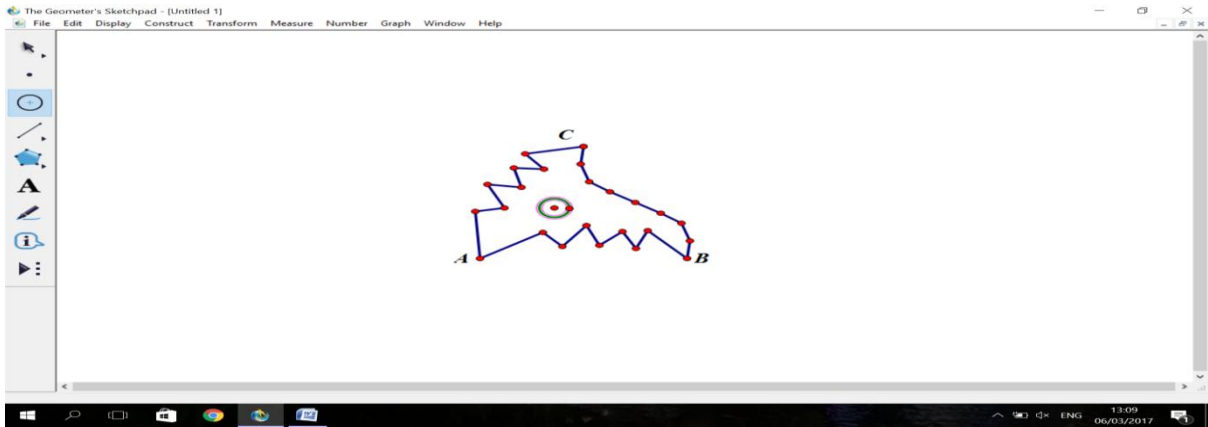 The Geometer's Sketchpad - [Untitled 1]
File Edit Display Construct Transform Measure Number Graph Window Help
C
A
A B
ENG 13:09
06/03/2017